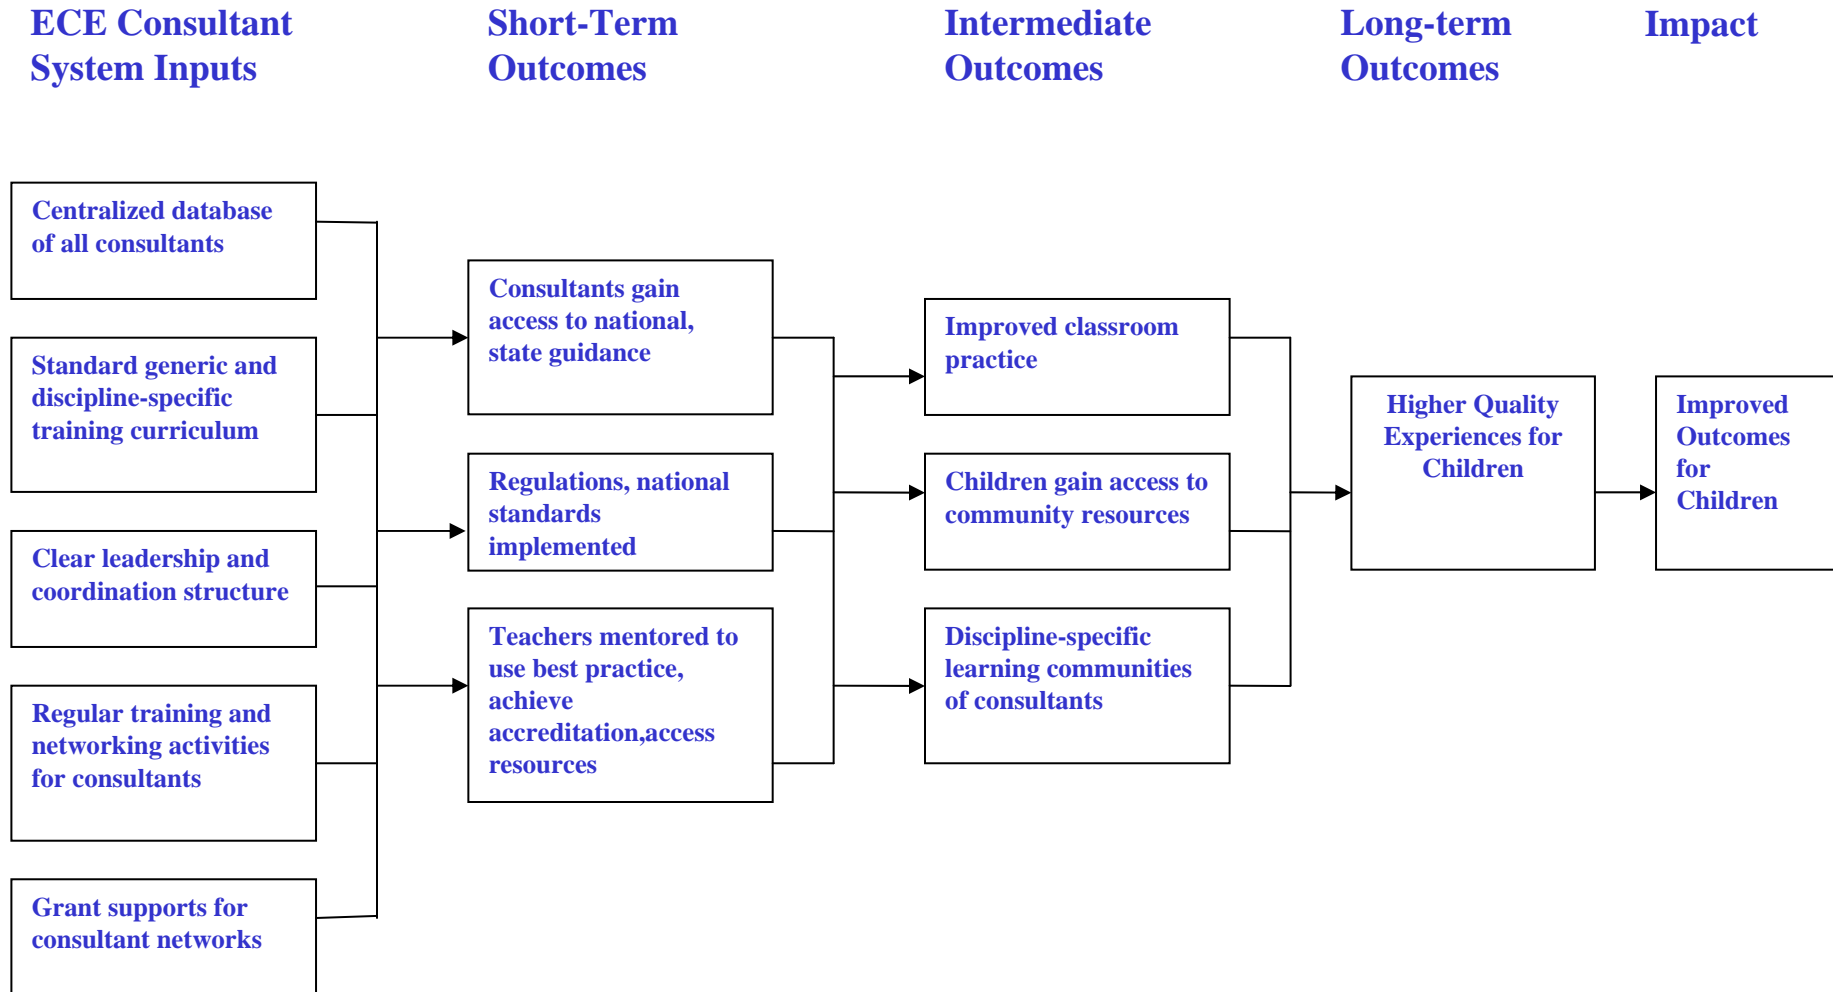 ECE Consultant
System Inputs
Short-Term
Outcomes
Intermediate
Outcomes
Long-term
Outcomes
Impact
Centralized database
of all consultants
Standard generic and
discipline-specific
training curriculum
Clear leadership and
coordination structure
Regular training and
networking activities
for consultants
Grant supports for
consultant networks
Consultants gain
access to national,
state guidance
Regulations, national
standards
implemented
Teachers mentored to
use best practice,
achieve
accreditation,access
resources
Improved classroom
practice
Children gain access to
community resources
Discipline-specific
learning communities
of consultants
Higher Quality
Experiences for
Children
Improved
Outcomes
for
Children